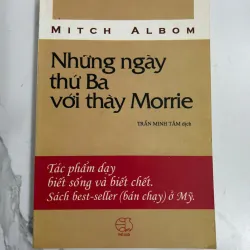 MITCH ALBOM
Những ngày
thứ Ba
với thầy Morrie
TRẦN MINH TÂM dịch
Tác phẩm dạy
biết sống và biết chết.
Sách best-seller (bán chạy) ở Mỹ.